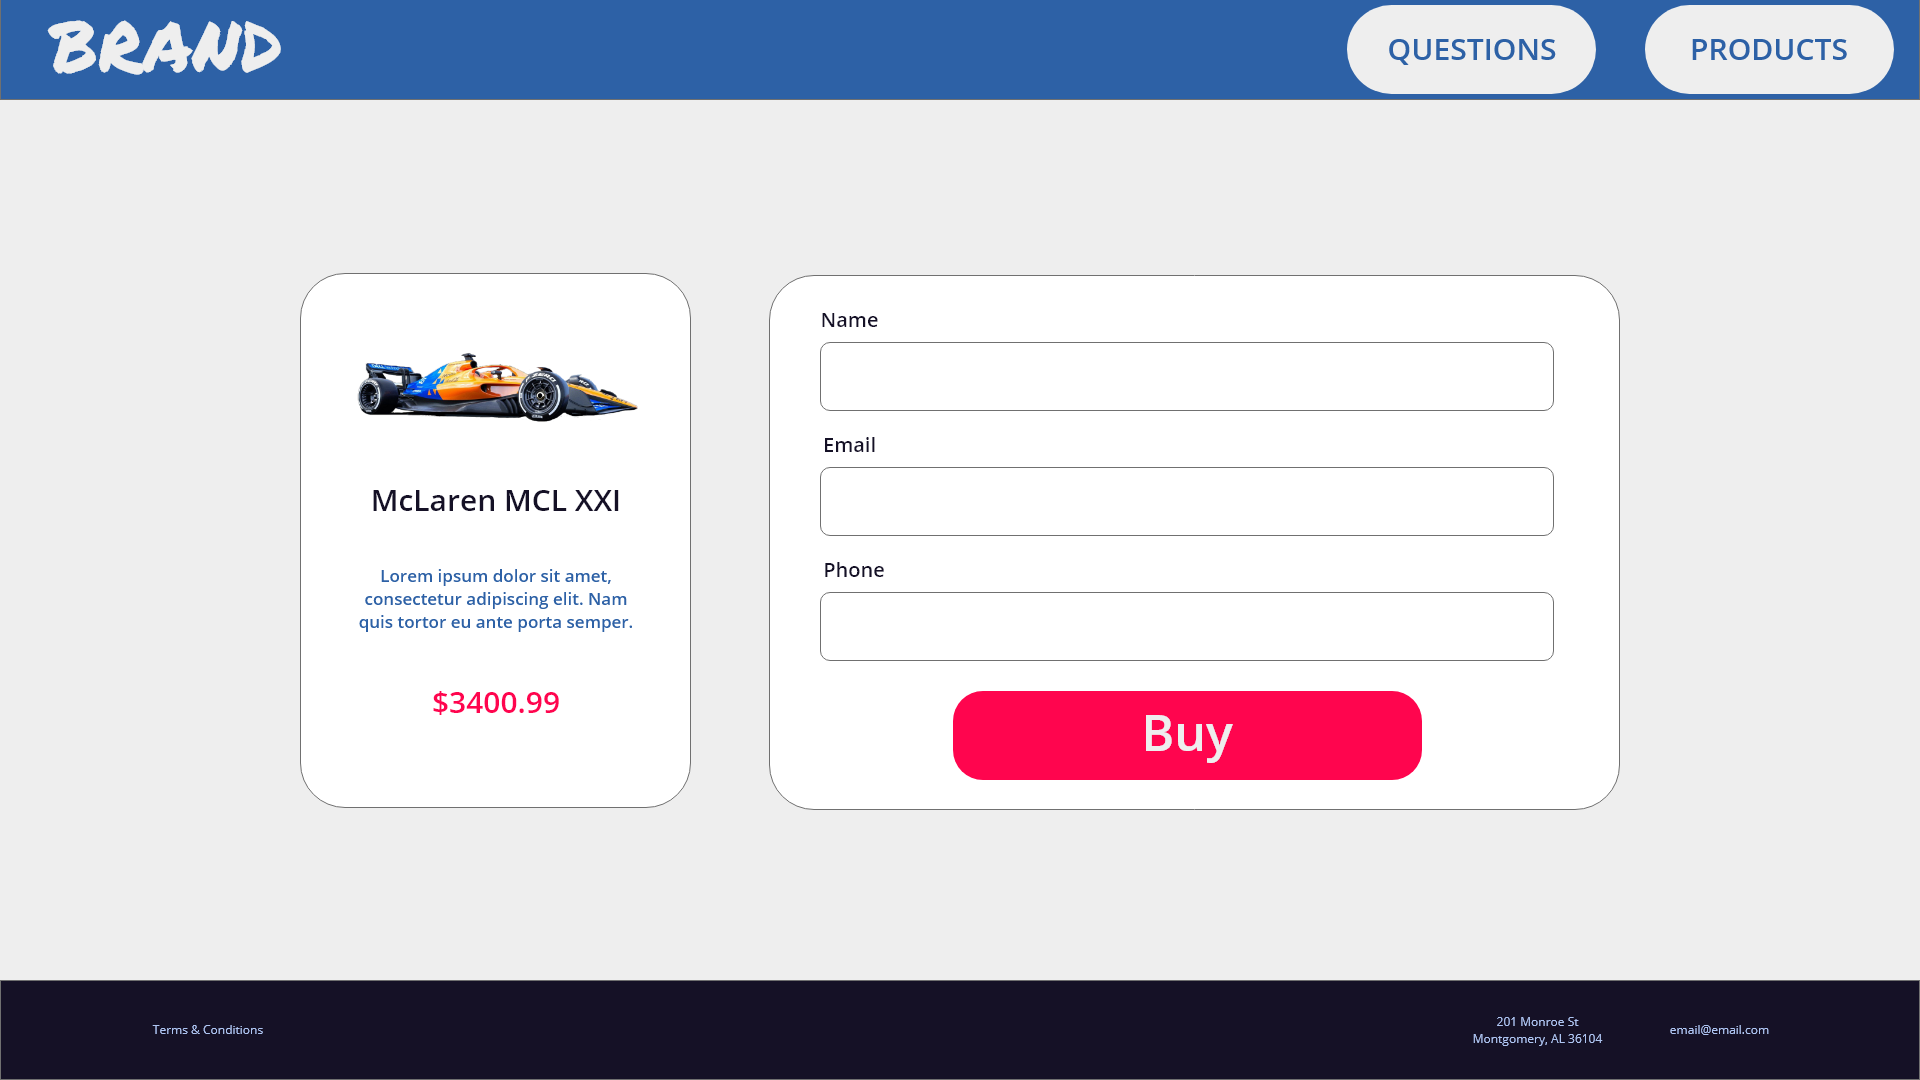 BRAND
QUESTIONS
PRODUCTS
McLaren MCL XXI
Lorem ipsum dolor sit amet,
consectetur adipiscing elit. Nam
quis tortor eu ante porta semper.
$3400.99
Name
Email
Phone
Buy
Terms & Conditions
201 Monroe St
Montgomery, AL 36104
email@email.com